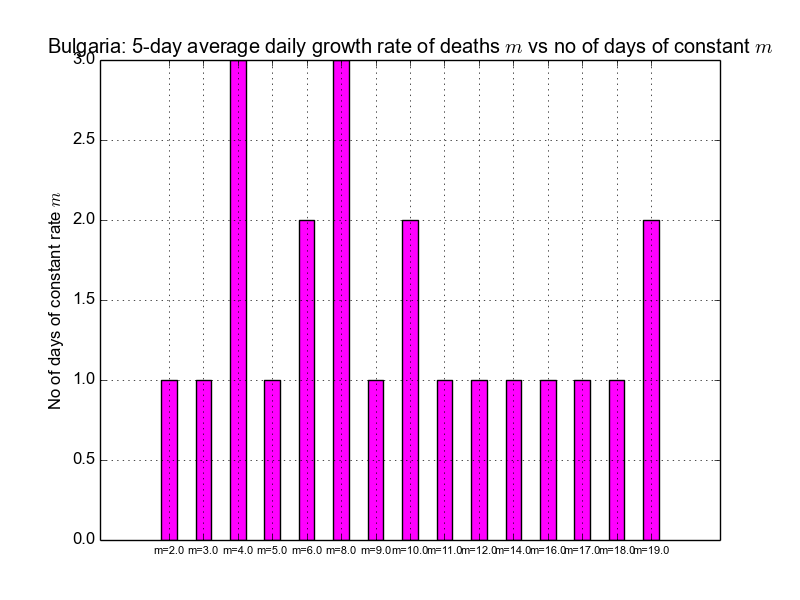 Bulgaria: 5-day average daily growth rate of deaths m vs no of days of constant m
3.0
2.5
2.0
1.5
1.0
0.5
0.0
No of days of constant rate m
m=2.0 m=3.0 m=4.0 m=5.0 m=6.0 m=8.0 m=9.0 m=10.0 m=11.0 m=12.0 m=14.0 m=16.0 m=17.0 m=18.0 m=19.0